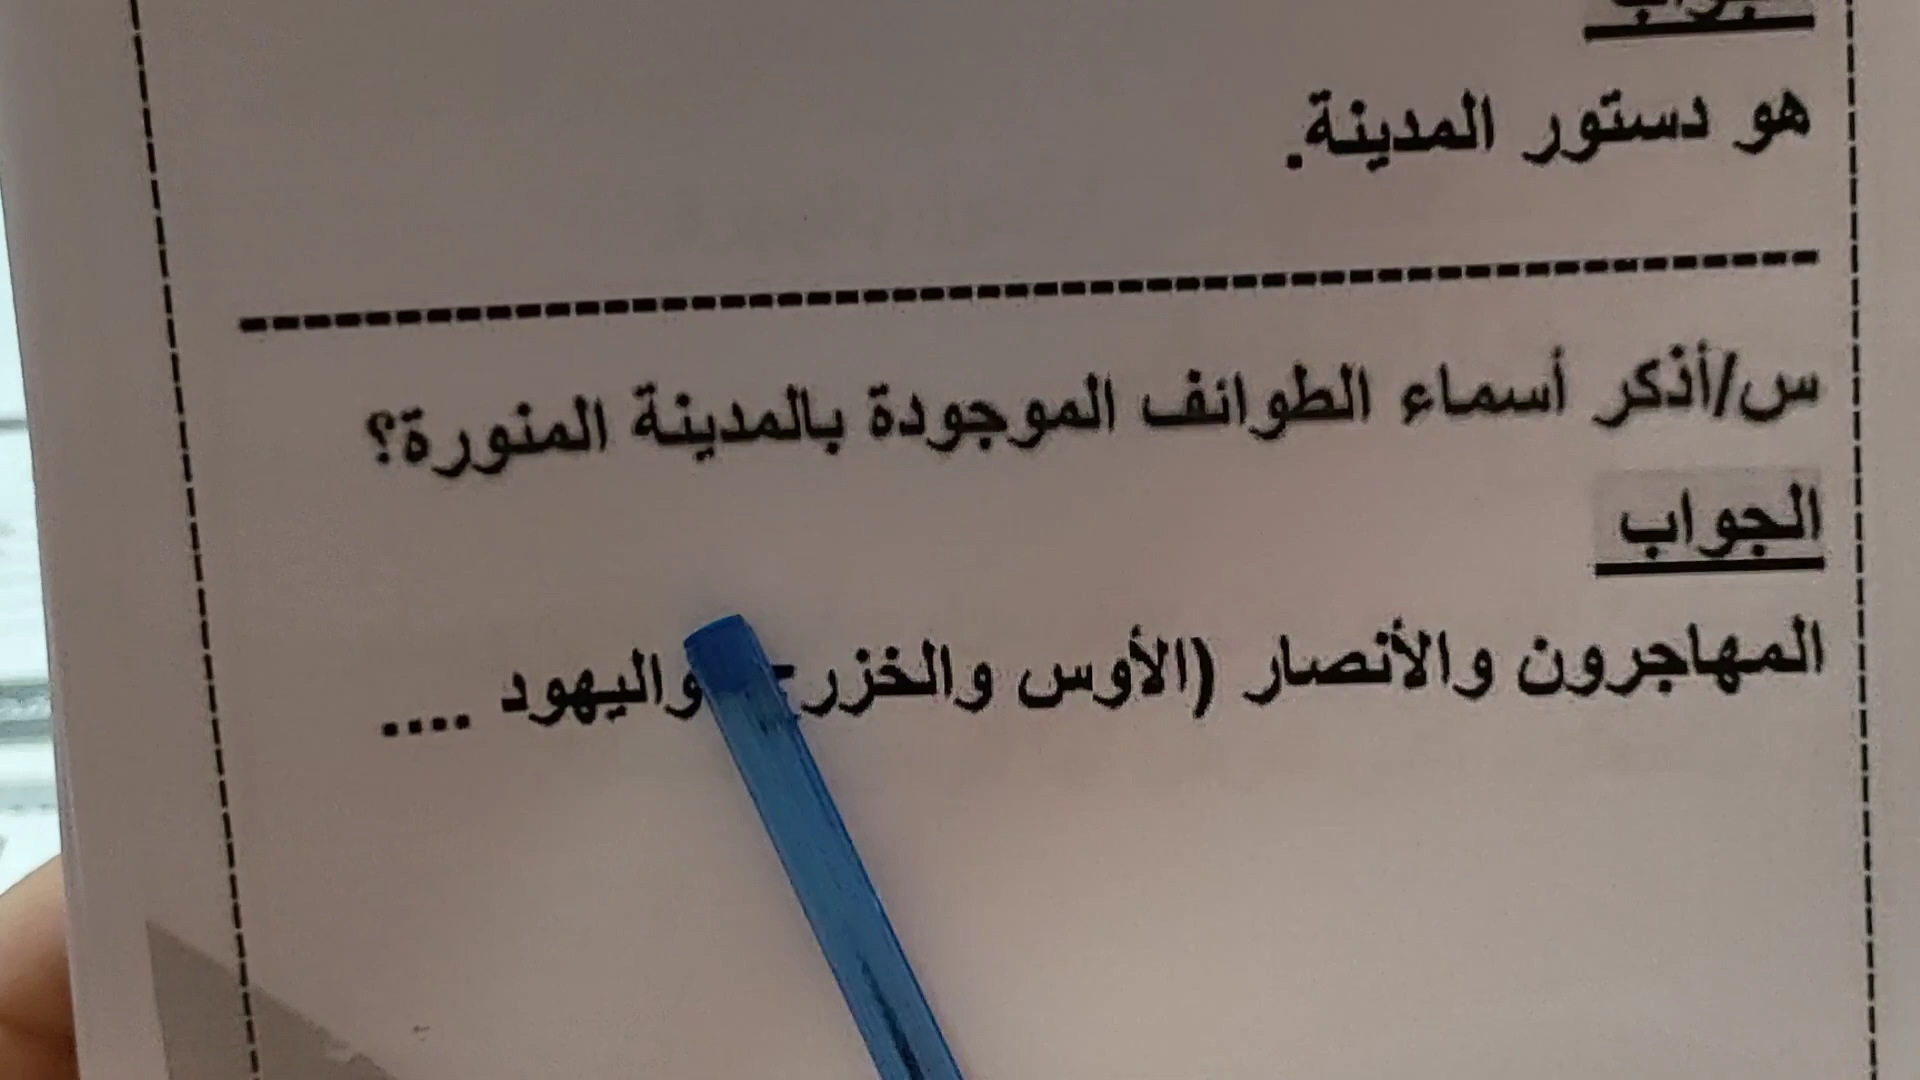 هو دستور المدينة.
س/أذكر أسماء الطوائف الموجودة بالمدينة المنورة؟
الجواب
المهاجرون والأنصار (الأوس والخزرج واليهود ....